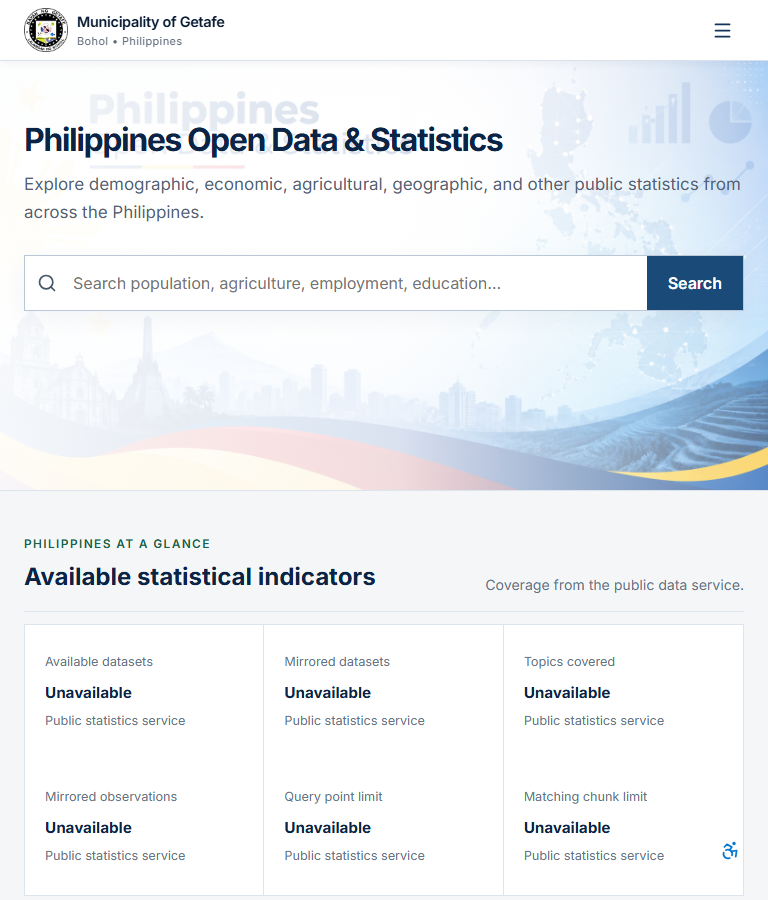 Municipality of Getafe
Bohol • Philippines
Philippines
Philippines Open Data & Statistics
Explore demographic, economic, agricultural, geographic, and other public statistics from
across the Philippines.
Search population, agriculture, employment, education...
Search
PHILIPPINES AT A GLANCE
Available statistical indicators
Coverage from the public data service.
Available datasets
Unavailable
Public statistics service
Mirrored datasets
Unavailable
Public statistics service
Topics covered
Unavailable
Public statistics service
Mirrored observations
Unavailable
Public statistics service
Query point limit
Unavailable
Public statistics service
Matching chunk limit
Unavailable
Public statistics service